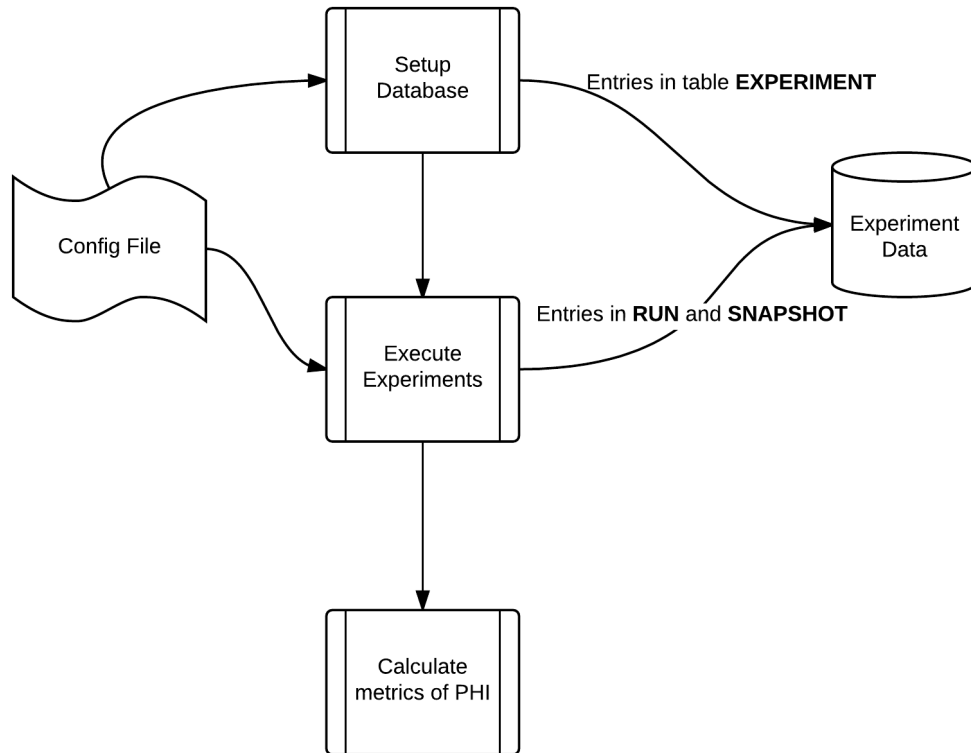 Setup
Database
Entries in table EXPERIMENT
Config File
Experiment
Data
Entries in RUN and SNAPSHOT
Execute
Experiments
Calculate
metrics of PHI